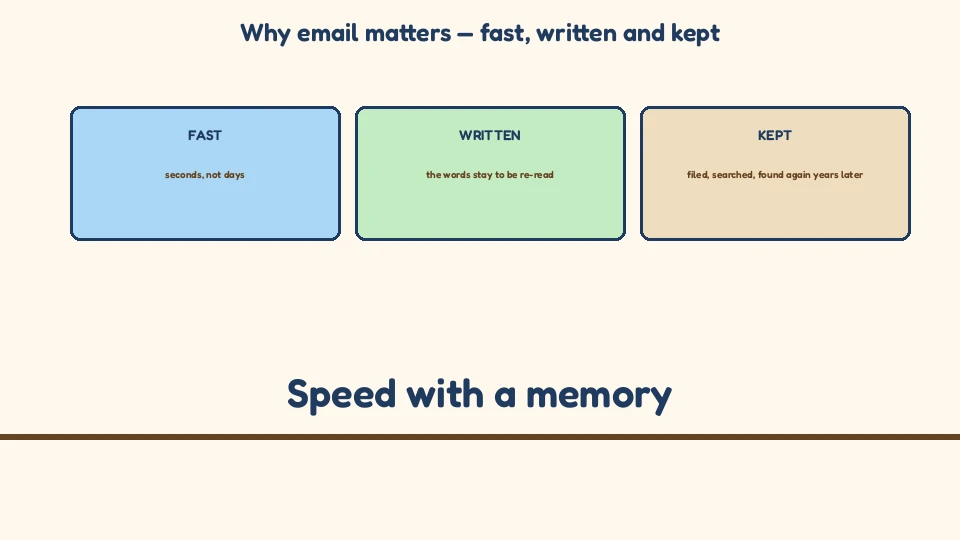 Why email matters — fast, written and kept
FAST
seconds, not days
WRITTEN
the words stay to be re-read
KEPT
filed, searched, found again years later
Speed with a memory